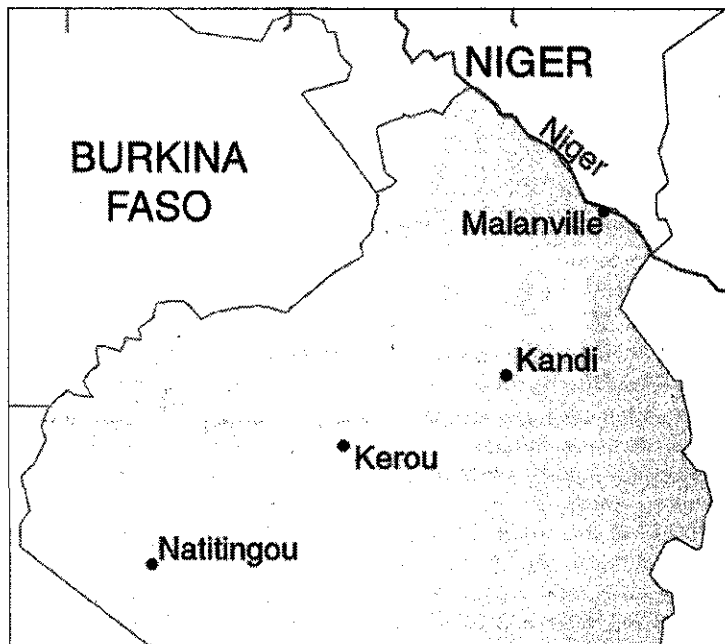 NIGER
BURKINA
FASO
Niger
Malanville
Kandi
Kerou
Natitingou